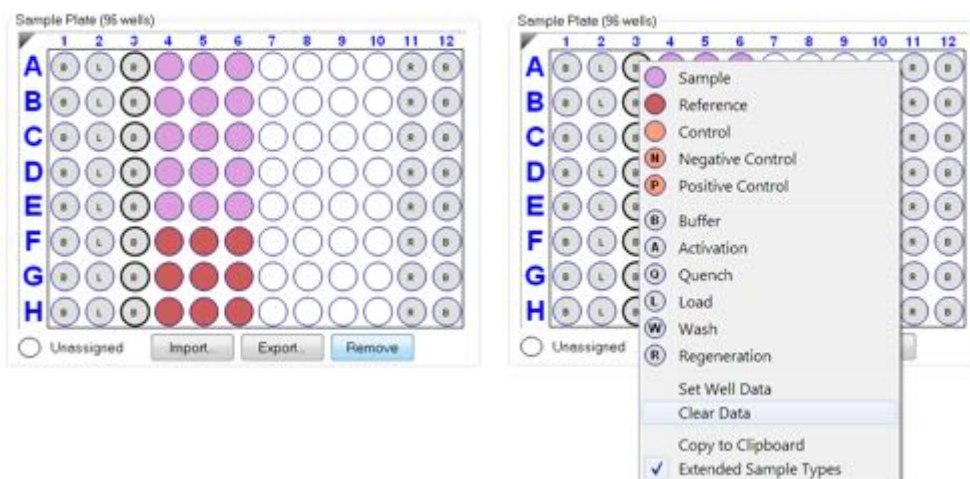 Sample Plate (96 wells)
1 2 3 4 5 6 7 8 9 10 11 12
A B L B R B
B B L B R B
C B L B R B
D B L B R B
E B L B R B
F B L B R B
G B L B R B
H B L B R B
Unassigned Import... Export... Remove
Sample Plate (96 wells)
1 2 3 4 5 6 7 8 9 10 11 12
A B L R B
B B L R B
C B L R B
D B L R B
E B L R B
F B L R B
G B L R B
H B L R B
Unassigned
Sample
Reference
Control
N Negative Control
P Positive Control
B Buffer
A Activation
Q Quench
L Load
W Wash
R Regeneration
Set Well Data
Clear Data
Copy to Clipboard
Extended Sample Types